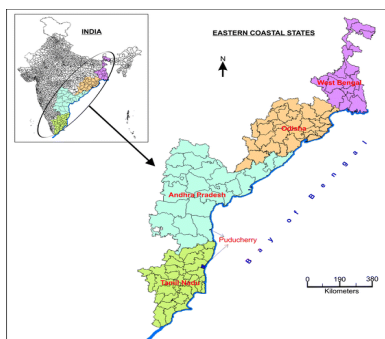 INDIA
EASTERN COASTAL STATES
N
West Bengal
Odisha
Andhra Pradesh
Puducherry
Tamil Nadu
Bay of Bengal
0 190 380
Kilometers